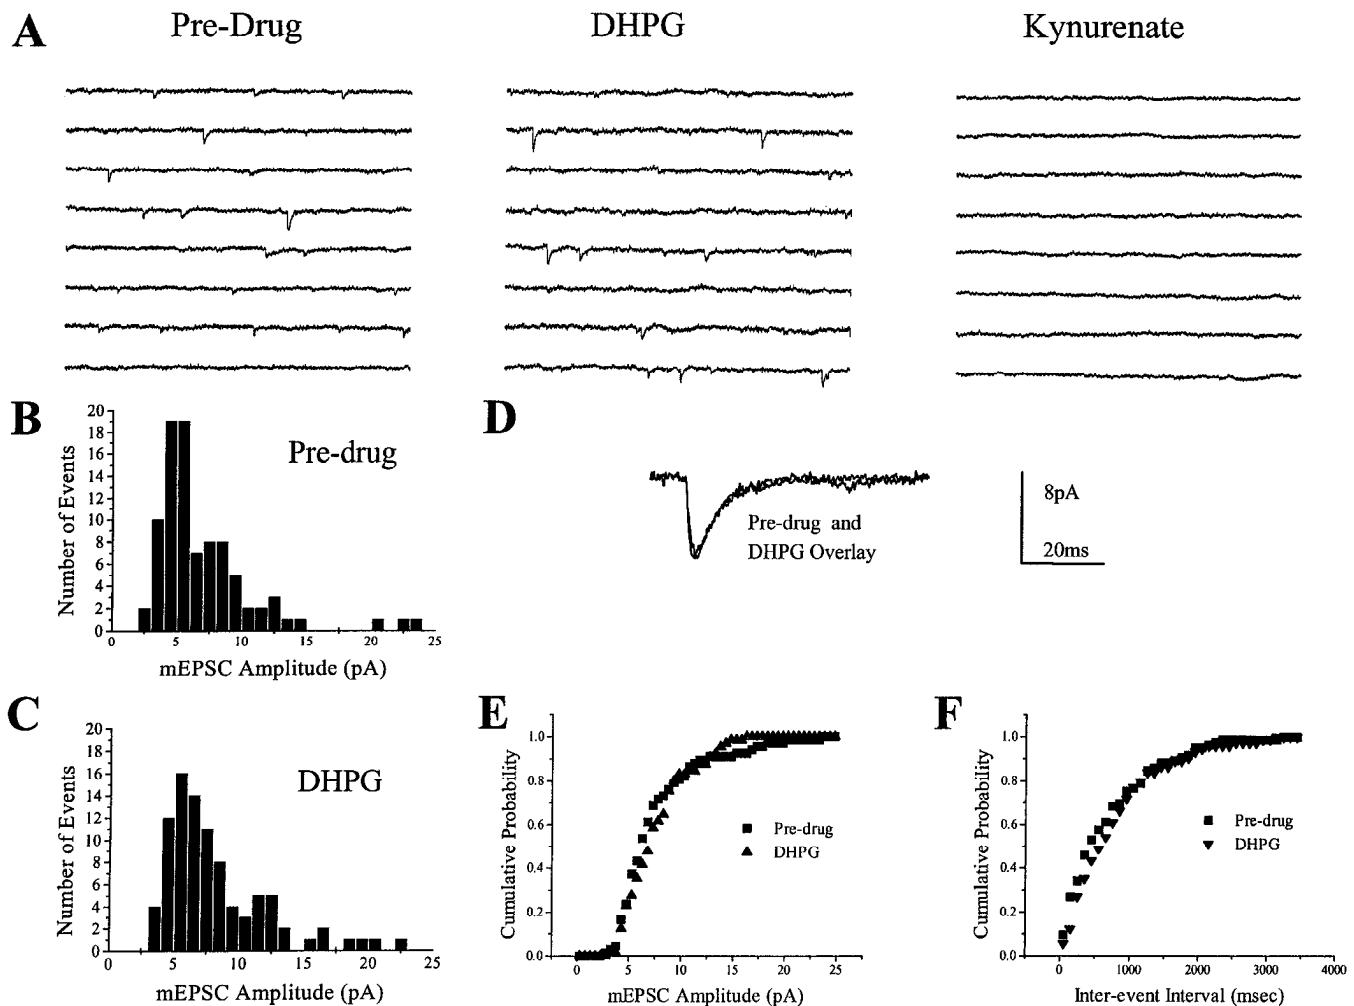 A
Pre-Drug
DHPG
Kynurenate
B
20
18
16
14
12
10
8
6
4
2
0
Number of Events
Pre-drug
0
5
10
15
20
25
mEPSC Amplitude (pA)
D
Pre-drug and
DHPG Overlay
8pA
20ms
C
20
18
16
14
12
10
8
6
4
2
0
Number of Events
DHPG
0
5
10
15
20
25
mEPSC Amplitude (pA)
E
1.0
0.8
0.6
0.4
0.2
0.0
Cumulative Probability
Pre-drug
DHPG
0
5
10
15
20
25
mEPSC Amplitude (pA)
F
1.0
0.8
0.6
0.4
0.2
0.0
Cumulative Probability
Pre-drug
DHPG
0
1000
2000
3000
4000
Inter-event Interval (msec)